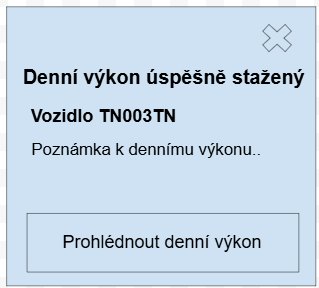 Denní výkon úspěšně stažený
Vozidlo TN003TN
Poznámka k dennímu výkonu..
Prohlédnout denní výkon